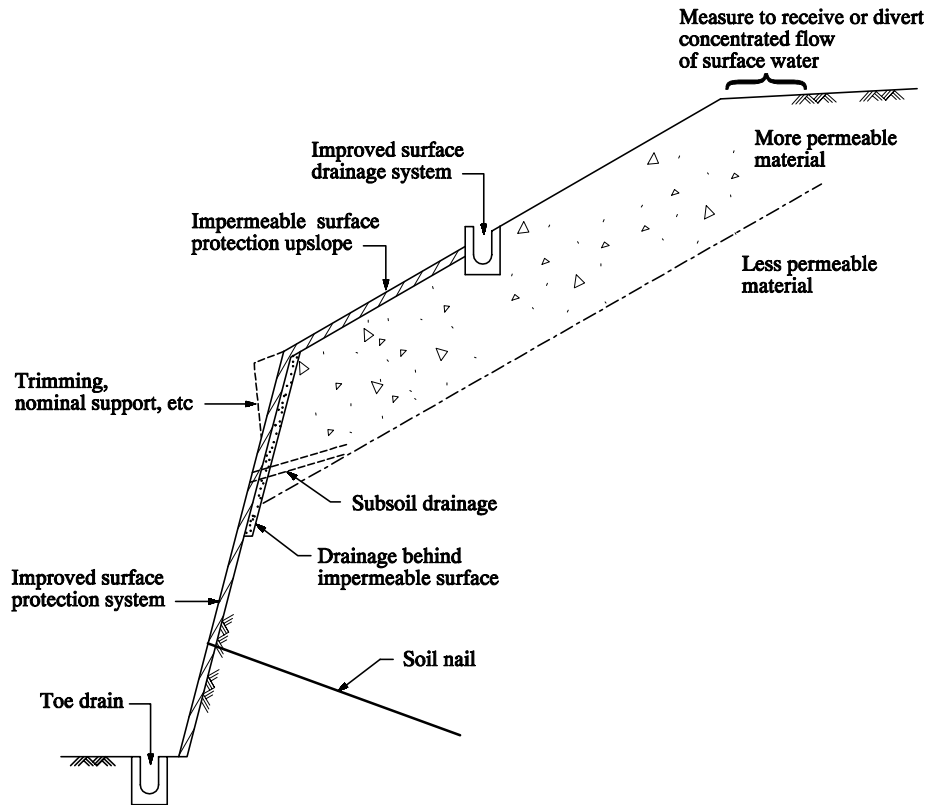 Measure to receive or divert
concentrated flow
of surface water
More permeable
material
Improved surface
drainage system
Impermeable surface
protection upslope
Less permeable
material
Trimming,
nominal support, etc
Subsoil drainage
Drainage behind
impermeable surface
Improved surface
protection system
Soil nail
Toe drain